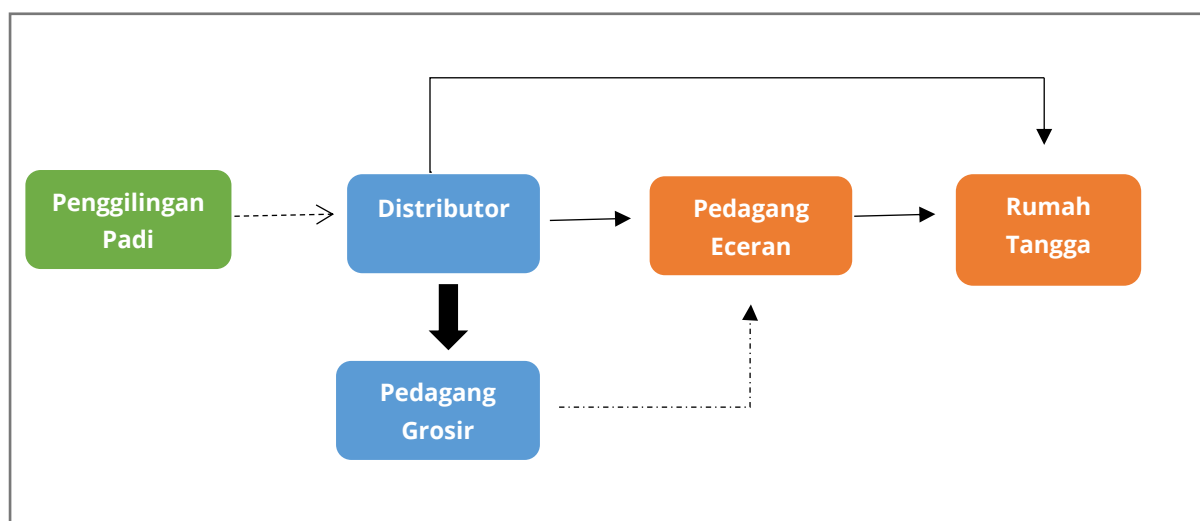 Penggilingan
Padi
Distributor
Pedagang
Eceran
Rumah
Tangga
Pedagang
Grosir